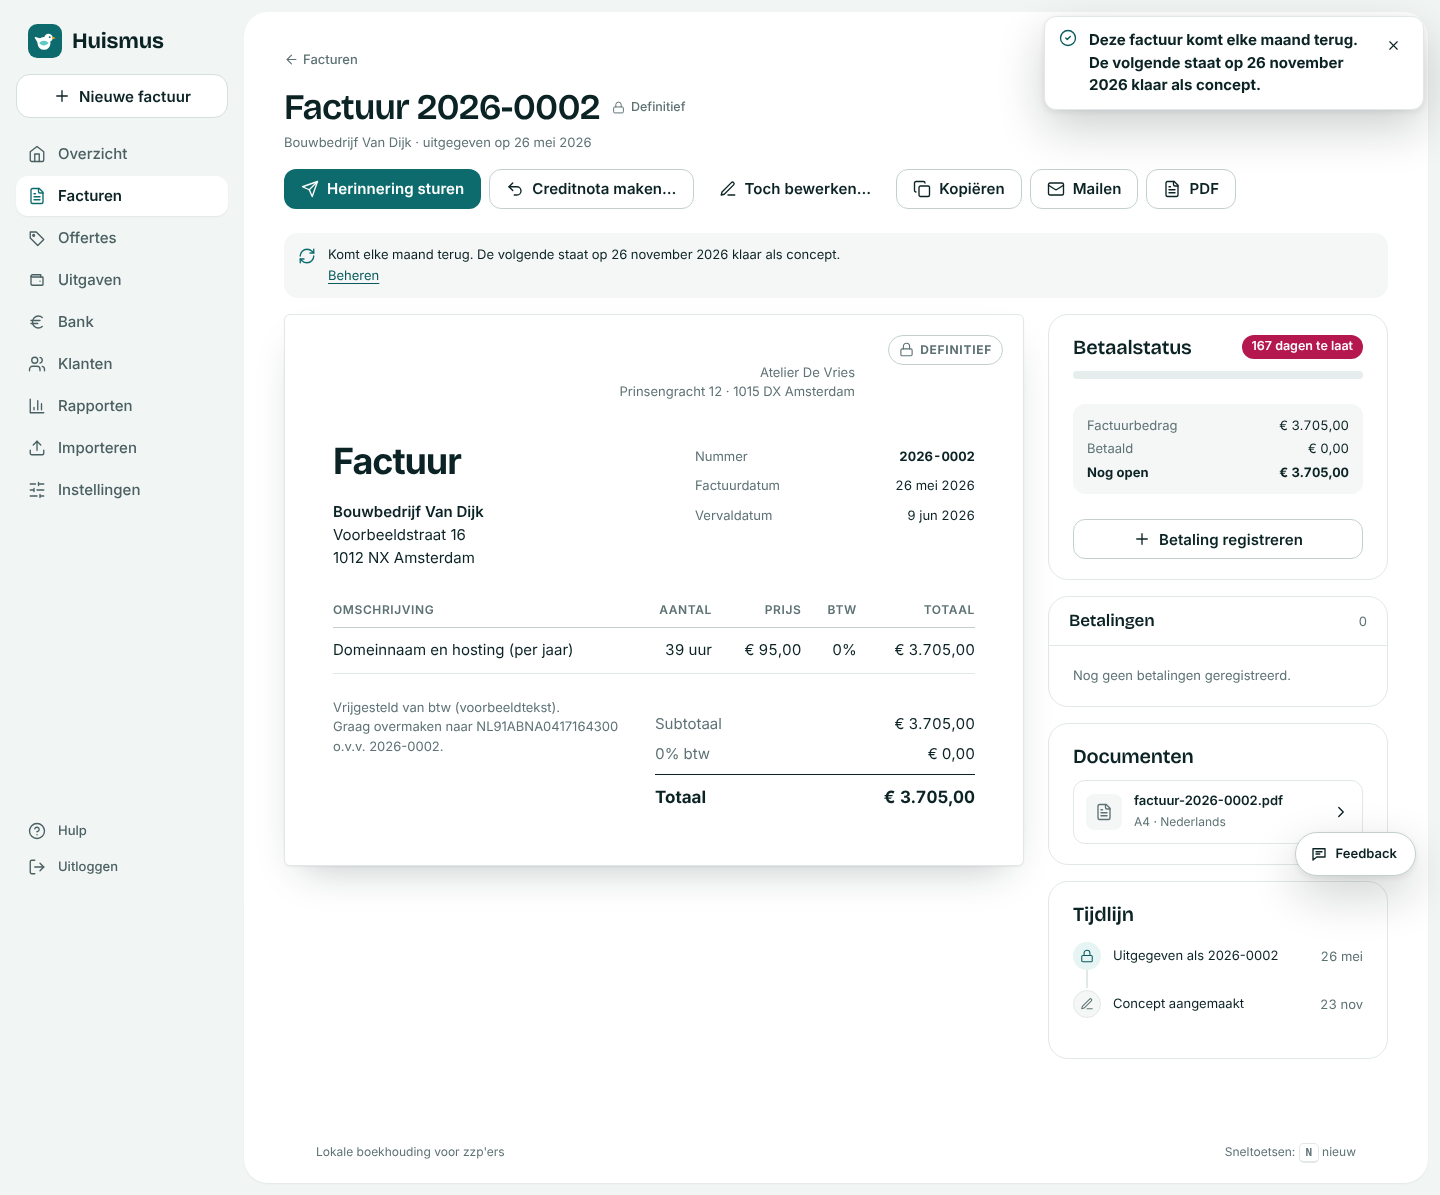 Huismus
Nieuwe factuur
Overzicht
Facturen
Offertes
Uitgaven
Bank
Klanten
Rapporten
Importeren
Instellingen
Hulp
Uitloggen
Facturen
Factuur 2026-0002
Definitief
Bouwbedrijf Van Dijk · uitgegeven op 26 mei 2026
Deze factuur komt elke maand terug.
De volgende staat op 26 november
2026 klaar als concept.
Herinnering sturen
Creditnota maken...
Toch bewerken...
Kopiëren
Mailen
PDF
Komt elke maand terug. De volgende staat op 26 november 2026 klaar als concept.
Beheren
DEFINITIEF
Atelier De Vries
Prinsengracht 12 · 1015 DX Amsterdam
Factuur
Bouwbedrijf Van Dijk
Voorbeeldstraat 16
1012 NX Amsterdam
Nummer 2026-0002
Factuurdatum 26 mei 2026
Vervaldatum 9 jun 2026
OMSCHRIJVING AANTAL PRIJS BTW TOTAAL
Domeinnaam en hosting (per jaar) 39 uur € 95,00 0% € 3.705,00
Vrijgesteld van btw (voorbeeldtekst).
Graag overmaken naar NL91ABNA0417164300
o.v.v. 2026-0002.
Subtotaal € 3.705,00
0% btw € 0,00
Totaal € 3.705,00
Betaalstatus
167 dagen te laat
Factuurbedrag € 3.705,00
Betaald € 0,00
Nog open € 3.705,00
Betaling registreren
Betalingen 0
Nog geen betalingen geregistreerd.
Documenten
factuur-2026-0002.pdf
A4 · Nederlands
Feedback
Tijdlijn
Uitgegeven als 2026-0002 26 mei
Concept aangemaakt 23 nov
Lokale boekhouding voor zzp'ers
Sneltoetsen: N nieuw